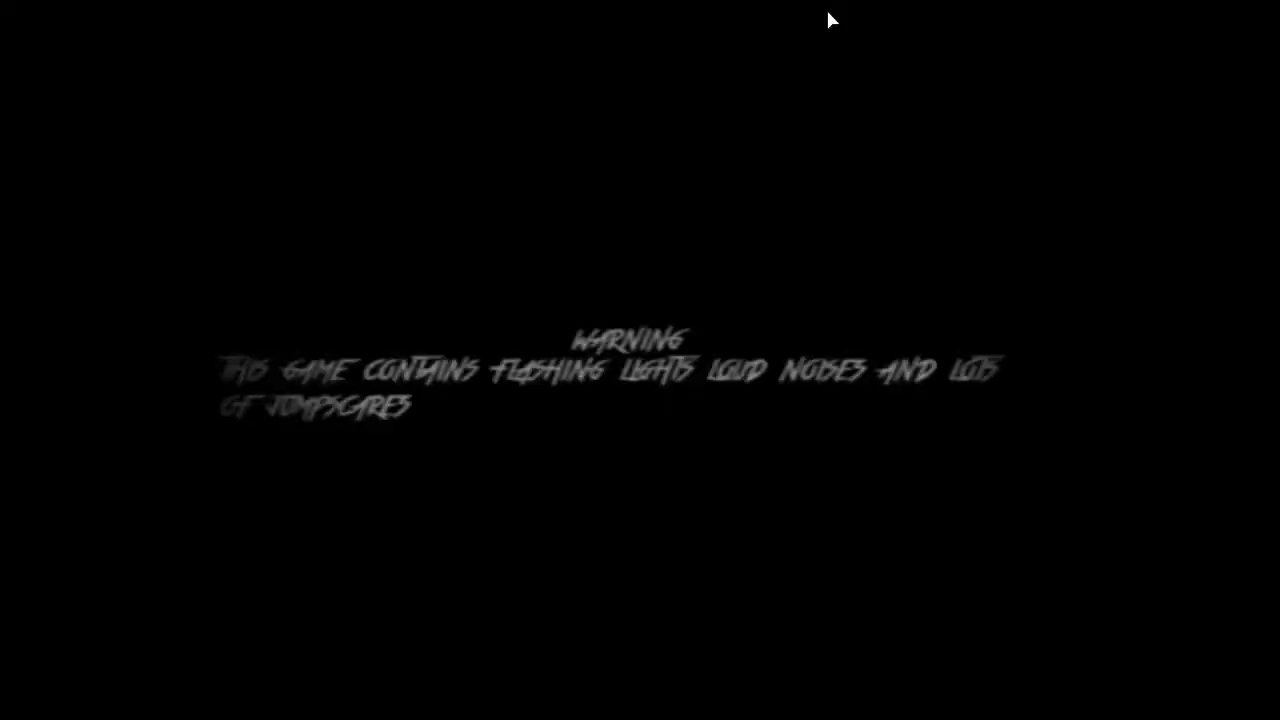 WARNING
THIS GAME CONTAINS FLASHING LIGHTS LOUD NOISES AND LOTS
OF JUMPSCARES